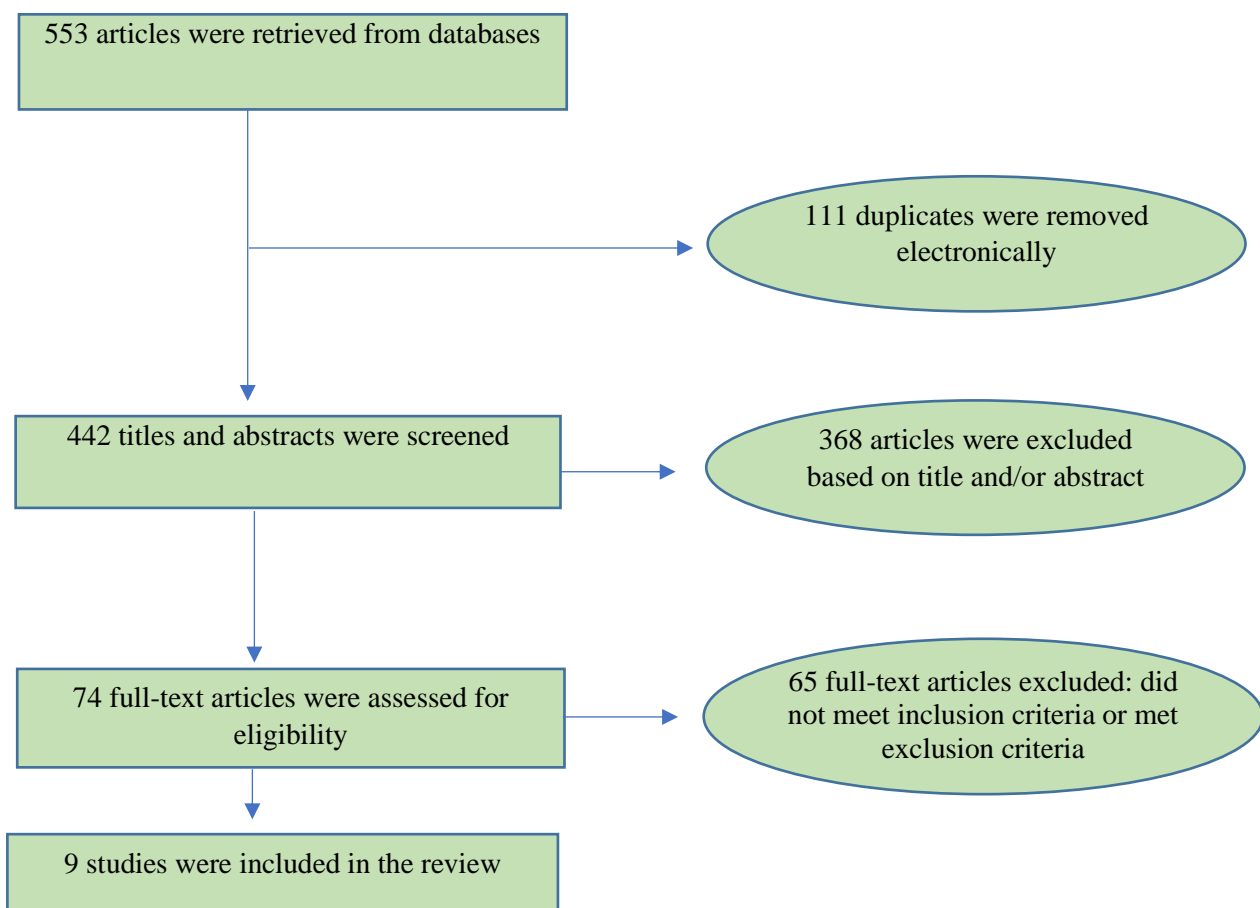 553 articles were retrieved from databases
111 duplicates were removed
electronically
442 titles and abstracts were screened
368 articles were excluded
based on title and/or abstract
74 full-text articles were assessed for
eligibility
65 full-text articles excluded: did
not meet inclusion criteria or met
exclusion criteria
9 studies were included in the review